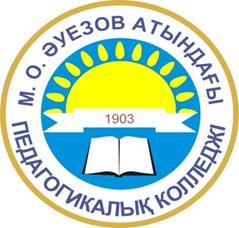 М. О. ӘУЕЗОВ АТЫНДАҒЫ
1903
ПЕДАГОГИКАЛЫҚ КОЛЛЕДЖІ